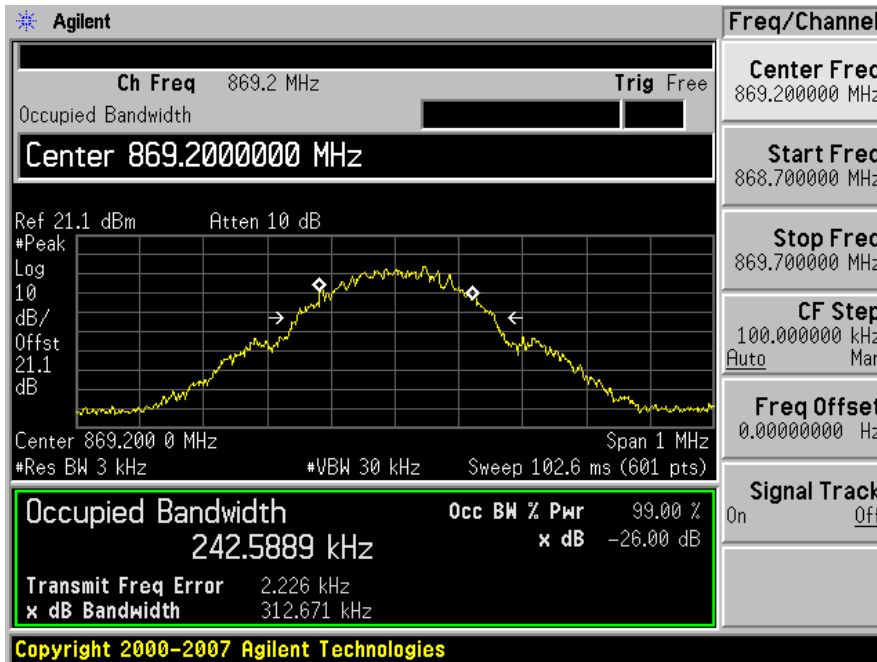 Agilent
Freq/Channel
Ch Freq 869.2 MHz Trig Free
Occupied Bandwidth
Center 869.2000000 MHz
Ref 21.1 dBm Atten 10 dB
#Peak
Log
10
dB/
Offst
21.1
dB
Center 869.200 0 MHz Span 1 MHz
#Res BW 3 kHz #VBW 30 kHz Sweep 102.6 ms (601 pts)
Occupied Bandwidth Occ BW % Pwr 99.00 %
242.5889 kHz x dB -26.00 dB
Transmit Freq Error 2.226 kHz
x dB Bandwidth 312.671 kHz
Center Freq
869.200000 MHz
Start Freq
868.700000 MHz
Stop Freq
869.700000 MHz
CF Step
100.000000 kHz
Auto Man
Freq Offset
0.00000000 Hz
Signal Track
On Off
Copyright 2000-2007 Agilent Technologies